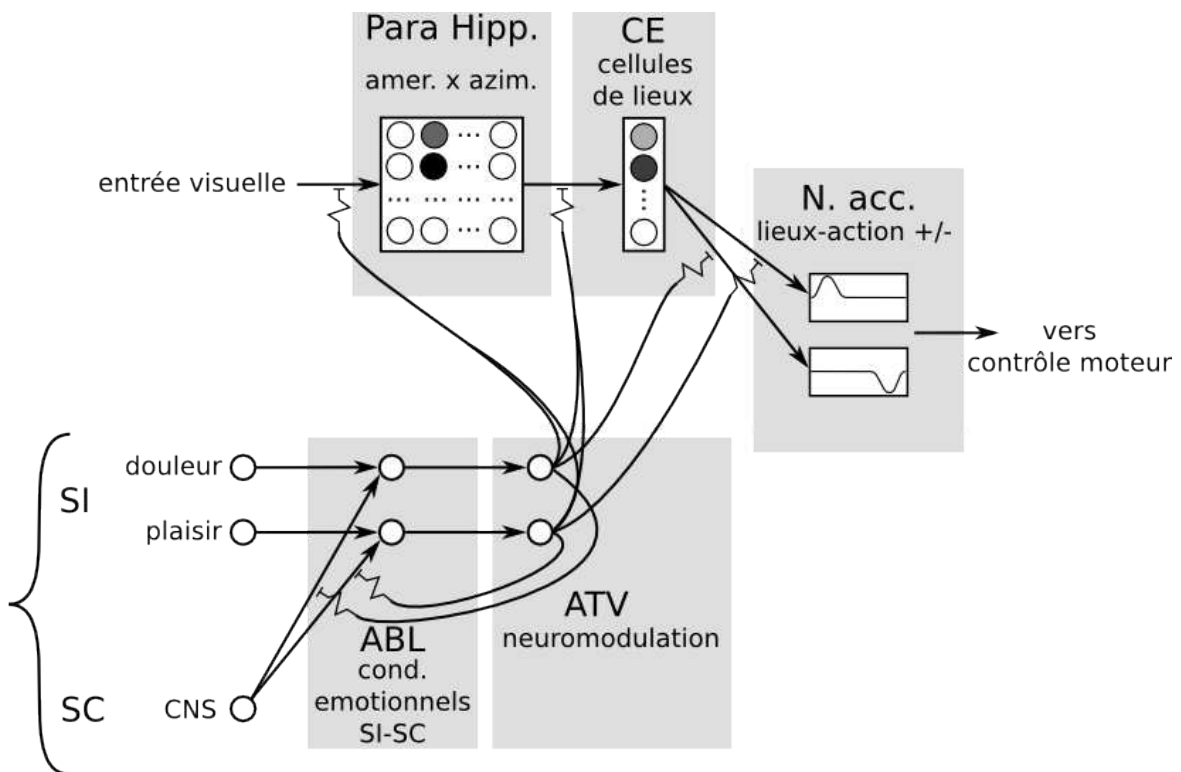 Para Hipp.
amer. x azim.
CE
cellules
de lieux
entrée visuelle
N. acc.
lieux-action +/-
vers
contrôle moteur
SI
douleur
plaisir
SC
CNS
ABL
cond.
emotionnels
SI-SC
ATV
neuromodulation